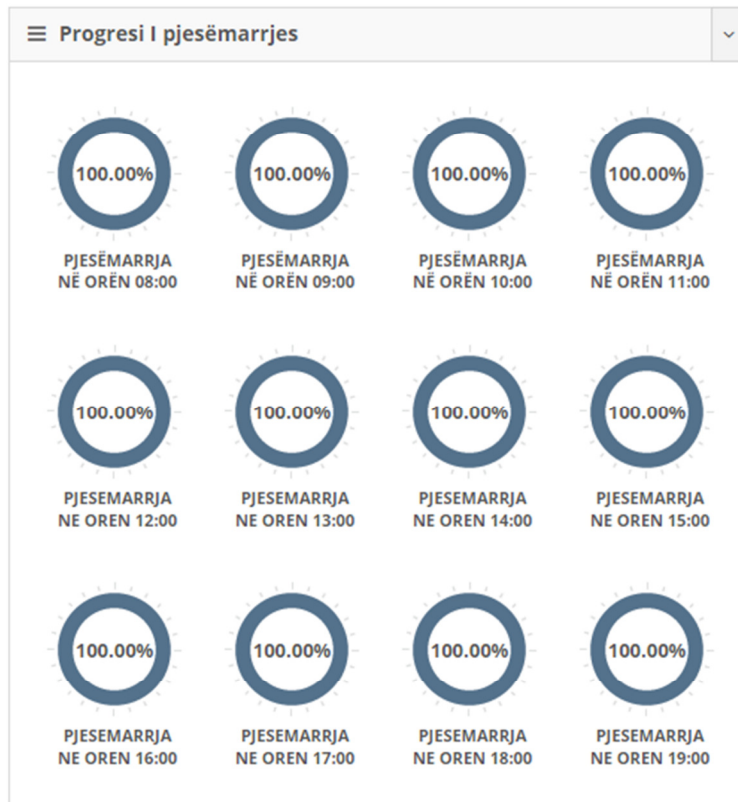 Progresi I pjesëmarrjes
100.00% 100.00% 100.00% 100.00%
PJESËMARRJA PJESËMARRJA PJESËMARRJA PJESËMARRJA
NË ORËN 08:00 NË ORËN 09:00 NË ORËN 10:00 NË ORËN 11:00
100.00% 100.00% 100.00% 100.00%
PJESEMARRJA PJESEMARRJA PJESEMARRJA PJESEMARRJA
NE OREN 12:00 NE OREN 13:00 NE OREN 14:00 NE OREN 15:00
100.00% 100.00% 100.00% 100.00%
PJESEMARRJA PJESEMARRJA PJESEMARRJA PJESEMARRJA
NE OREN 16:00 NE OREN 17:00 NE OREN 18:00 NE OREN 19:00